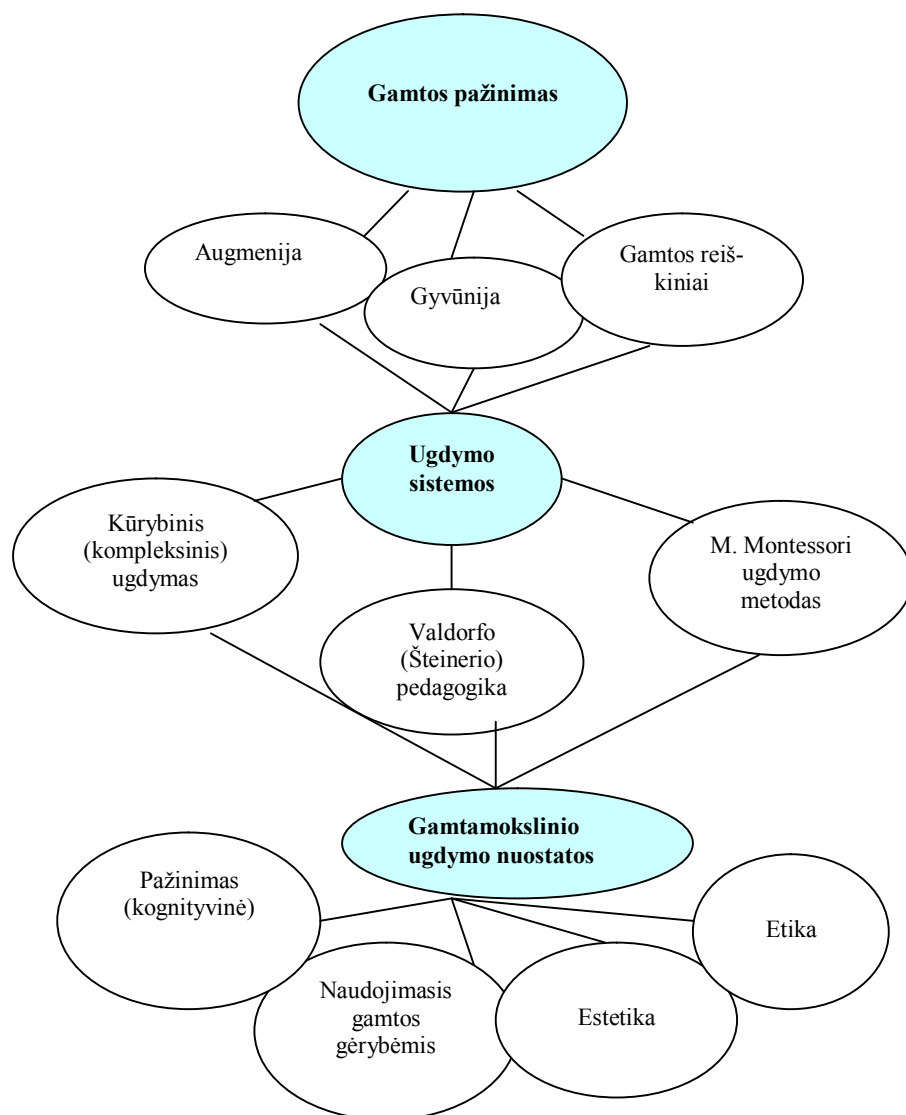 Gamtos pažinimas
Augmenija
Gyvūnija
Gamtos reiš-
kiniai
Ugdymo
sistemos
Kūrybinis
(kompleksinis)
ugdymas
Valdorfo
(Šteinerio)
pedagogika
M. Montessori
ugdymo
metodas
Gamtamokslinio
ugdymo nuostatos
Pažinimas
(kognityvinė)
Naudojimasis
gamtos
gėrybėmis
Estetika
Etika